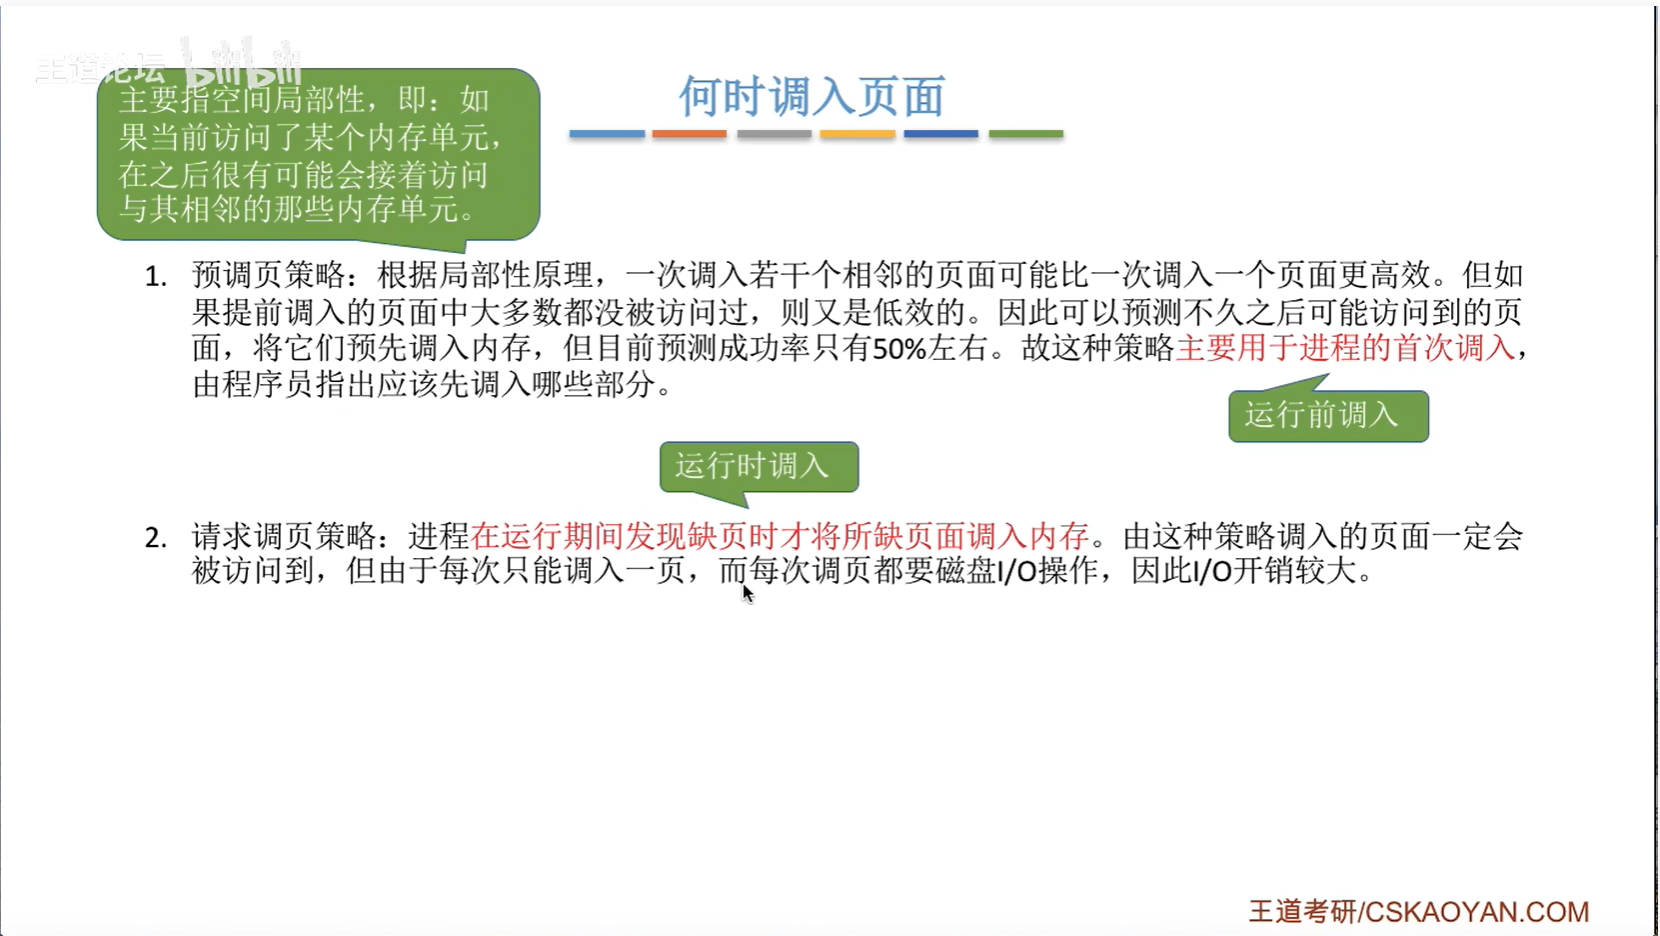 王道论坛 bilibili
何时调入页面
主要指空间局部性，即：如
果当前访问了某个内存单元，
在之后很有可能会接着访问
与其相邻的那些内存单元。
1. 预调页策略：根据局部性原理，一次调入若干个相邻的页面可能比一次调入一个页面更高效。但如
果提前调入的页面中大多数都没被访问过，则又是低效的。因此可以预测不久之后可能访问到的页
面，将它们预先调入内存，但目前预测成功率只有50%左右。故这种策略主要用于进程的首次调入，
由程序员指出应该先调入哪些部分。
运行前调入
运行时调入
2. 请求调页策略：进程在运行期间发现缺页时才将所缺页面调入内存。由这种策略调入的页面一定会
被访问到，但由于每次只能调入一页，而每次调页都要磁盘I/O操作，因此I/O开销较大。
王道考研/CSKAOYAN.COM